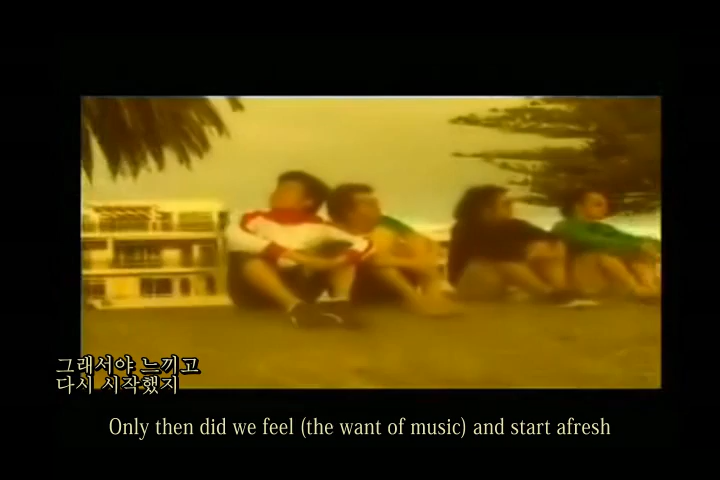 그래서야 느끼고
다시 시작했지
Only then did we feel (the want of music) and start afresh